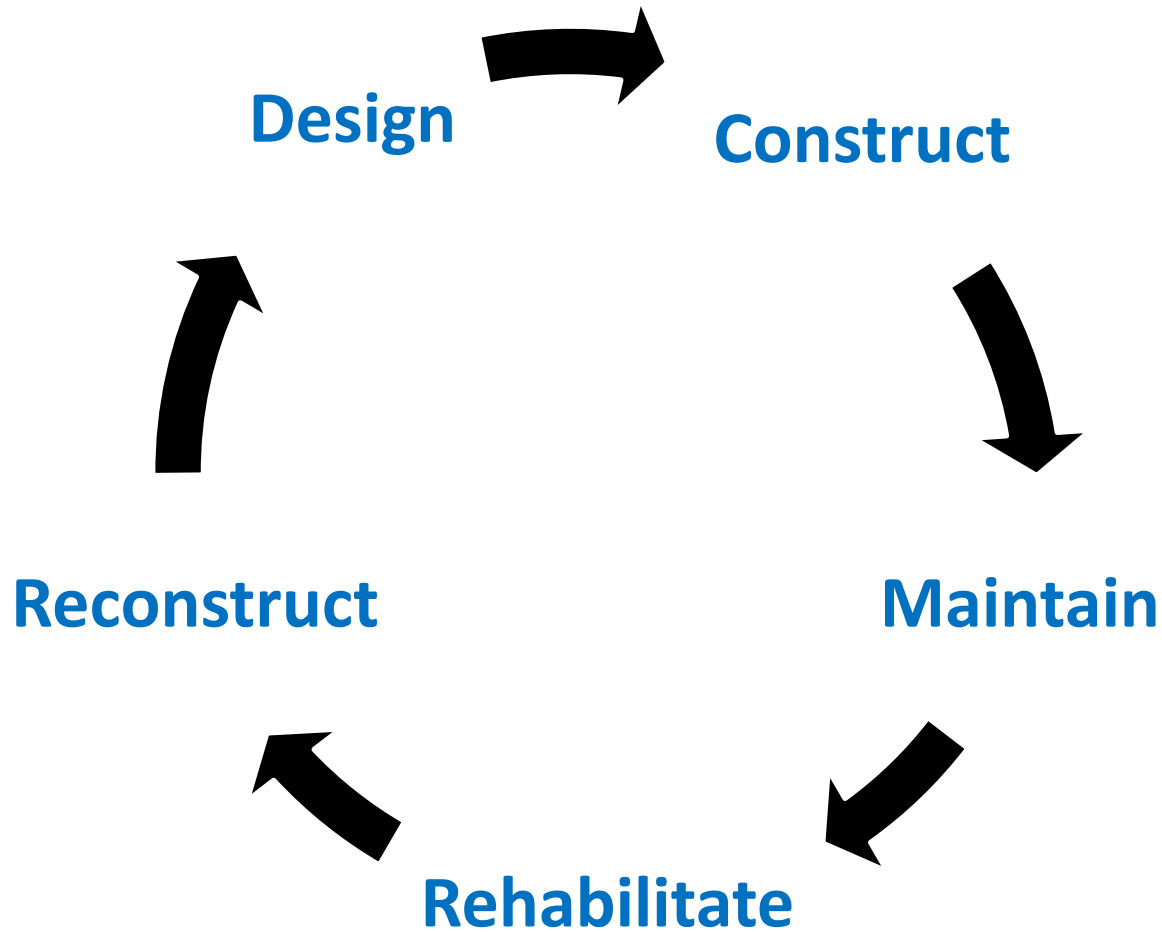 Design
Construct
Maintain
Rehabilitate
Reconstruct